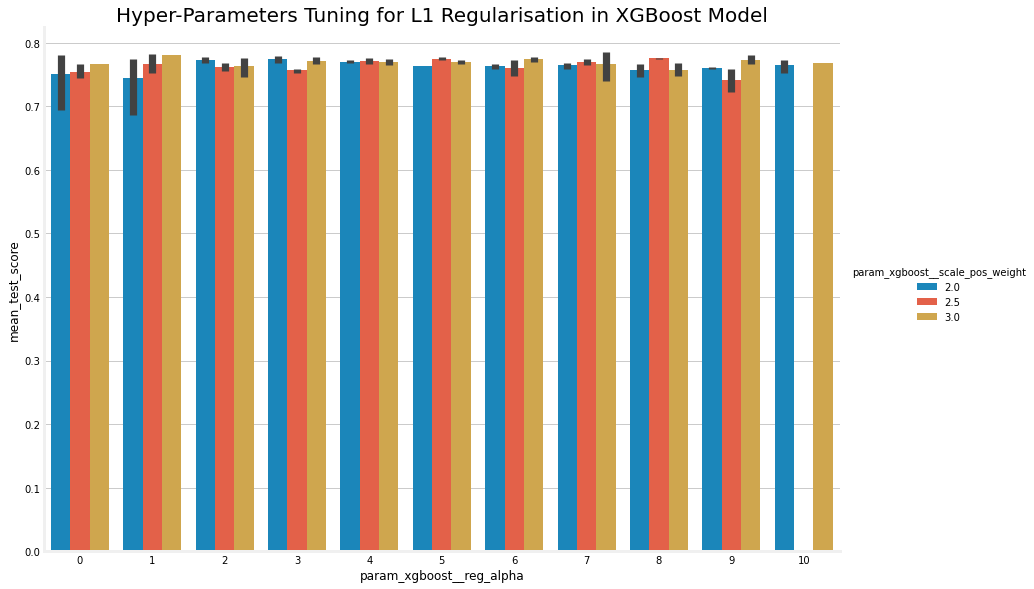 Hyper-Parameters Tuning for L1 Regularisation in XGBoost Model
mean_test_score
0.8
0.7
0.6
0.5
0.4
0.3
0.2
0.1
0.0
0 1 2 3 4 5 6 7 8 9 10
param_xgboost__reg_alpha
param_xgboost__scale_pos_weight
2.0
2.5
3.0